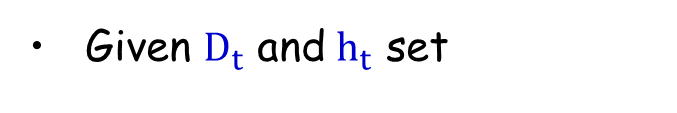 • Given Dₜ and hₜ set